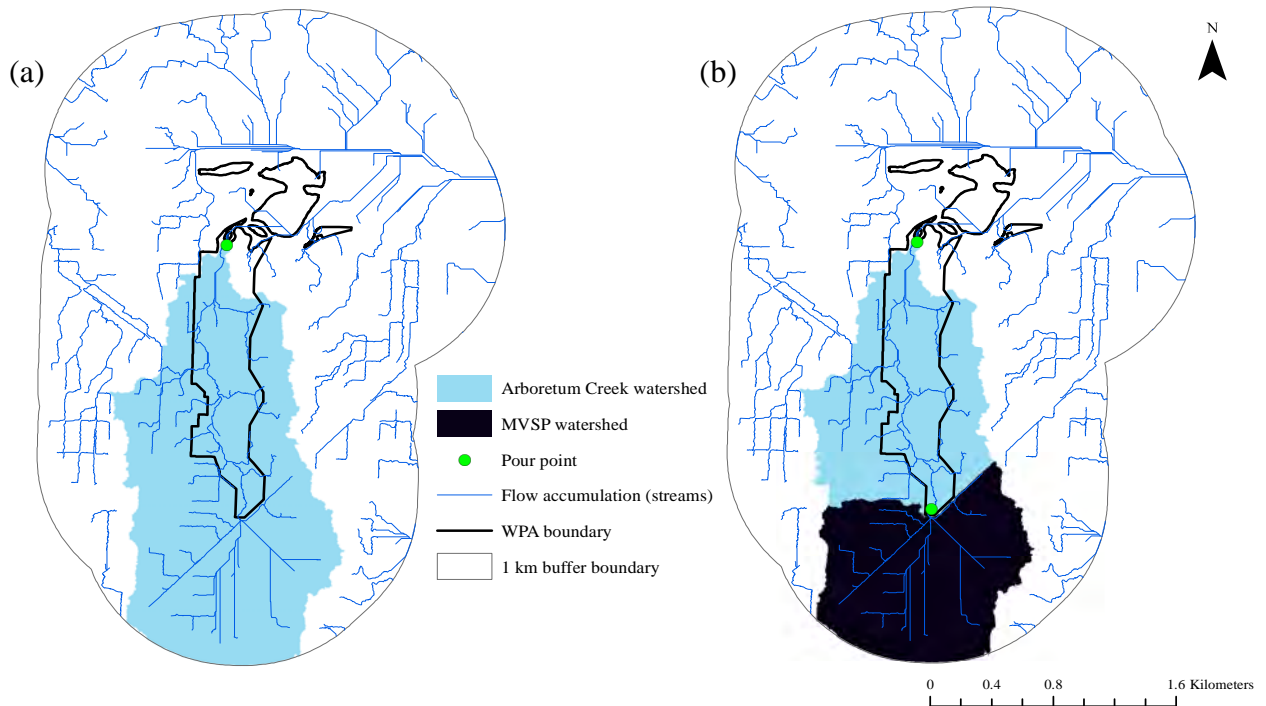 (a)
(b)
N
Arboretum Creek watershed
MVSP watershed
Pour point
Flow accumulation (streams)
WPA boundary
1 km buffer boundary
0 0.4 0.8 1.6 Kilometers